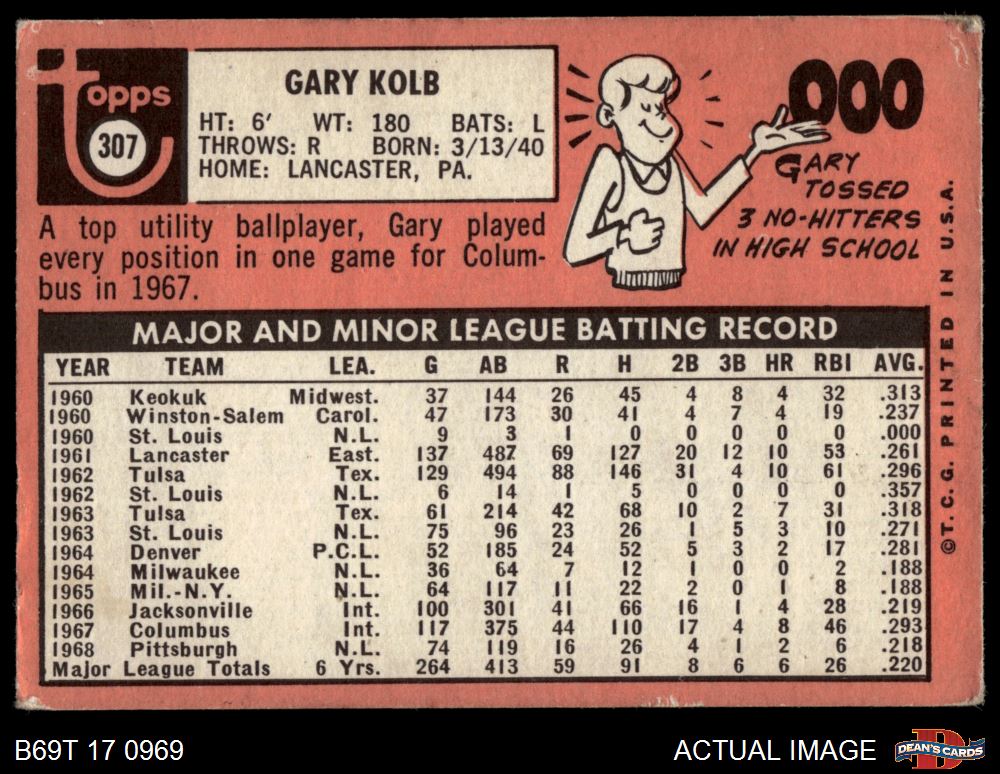 Topps
307
GARY KOLB
HT: 6' WT: 180 BATS: L
THROWS: R BORN: 3/13/40
HOME: LANCASTER, PA.
000
GARY
TOSSED
3 NO-HITTERS
IN HIGH SCHOOL
A top utility ballplayer, Gary played
every position in one game for Colum-
bus in 1967.
MAJOR AND MINOR LEAGUE BATTING RECORD
YEAR TEAM LEA. G AB R H 2B 3B HR RBI AVG.
1960 Keokuk Midwest. 37 144 26 45 4 8 4 32 .313
1960 Winston-Salem Carol. 47 173 30 41 4 7 4 19 .237
1960 St. Louis N.L. 9 3 1 0 0 0 0 0 .000
1961 Lancaster East. 137 487 69 127 20 12 10 53 .261
1962 Tulsa Tex. 129 494 88 146 31 4 10 61 .296
1962 St. Louis N.L. 6 14 1 5 0 0 0 0 .357
1963 Tulsa Tex. 61 214 42 68 10 2 7 31 .318
1963 St. Louis N.L. 75 96 23 26 1 5 3 10 .271
1964 Denver P.C.L. 52 185 24 52 5 3 2 17 .281
1964 Milwaukee N.L. 36 64 7 12 1 0 0 2 .188
1965 Mil.-N.Y. N.L. 64 117 11 22 2 0 1 8 .188
1966 Jacksonville Int. 100 301 41 66 16 1 4 28 .219
1967 Columbus Int. 117 375 44 110 17 4 8 46 .293
1968 Pittsburgh N.L. 74 119 16 26 4 1 2 6 .218
Major League Totals 6 Yrs. 264 413 59 91 8 6 6 26 .220
©T.C.G. PRINTED IN U.S.A.
B69T 17 0969
ACTUAL IMAGE
D
DEAN'S CARDS